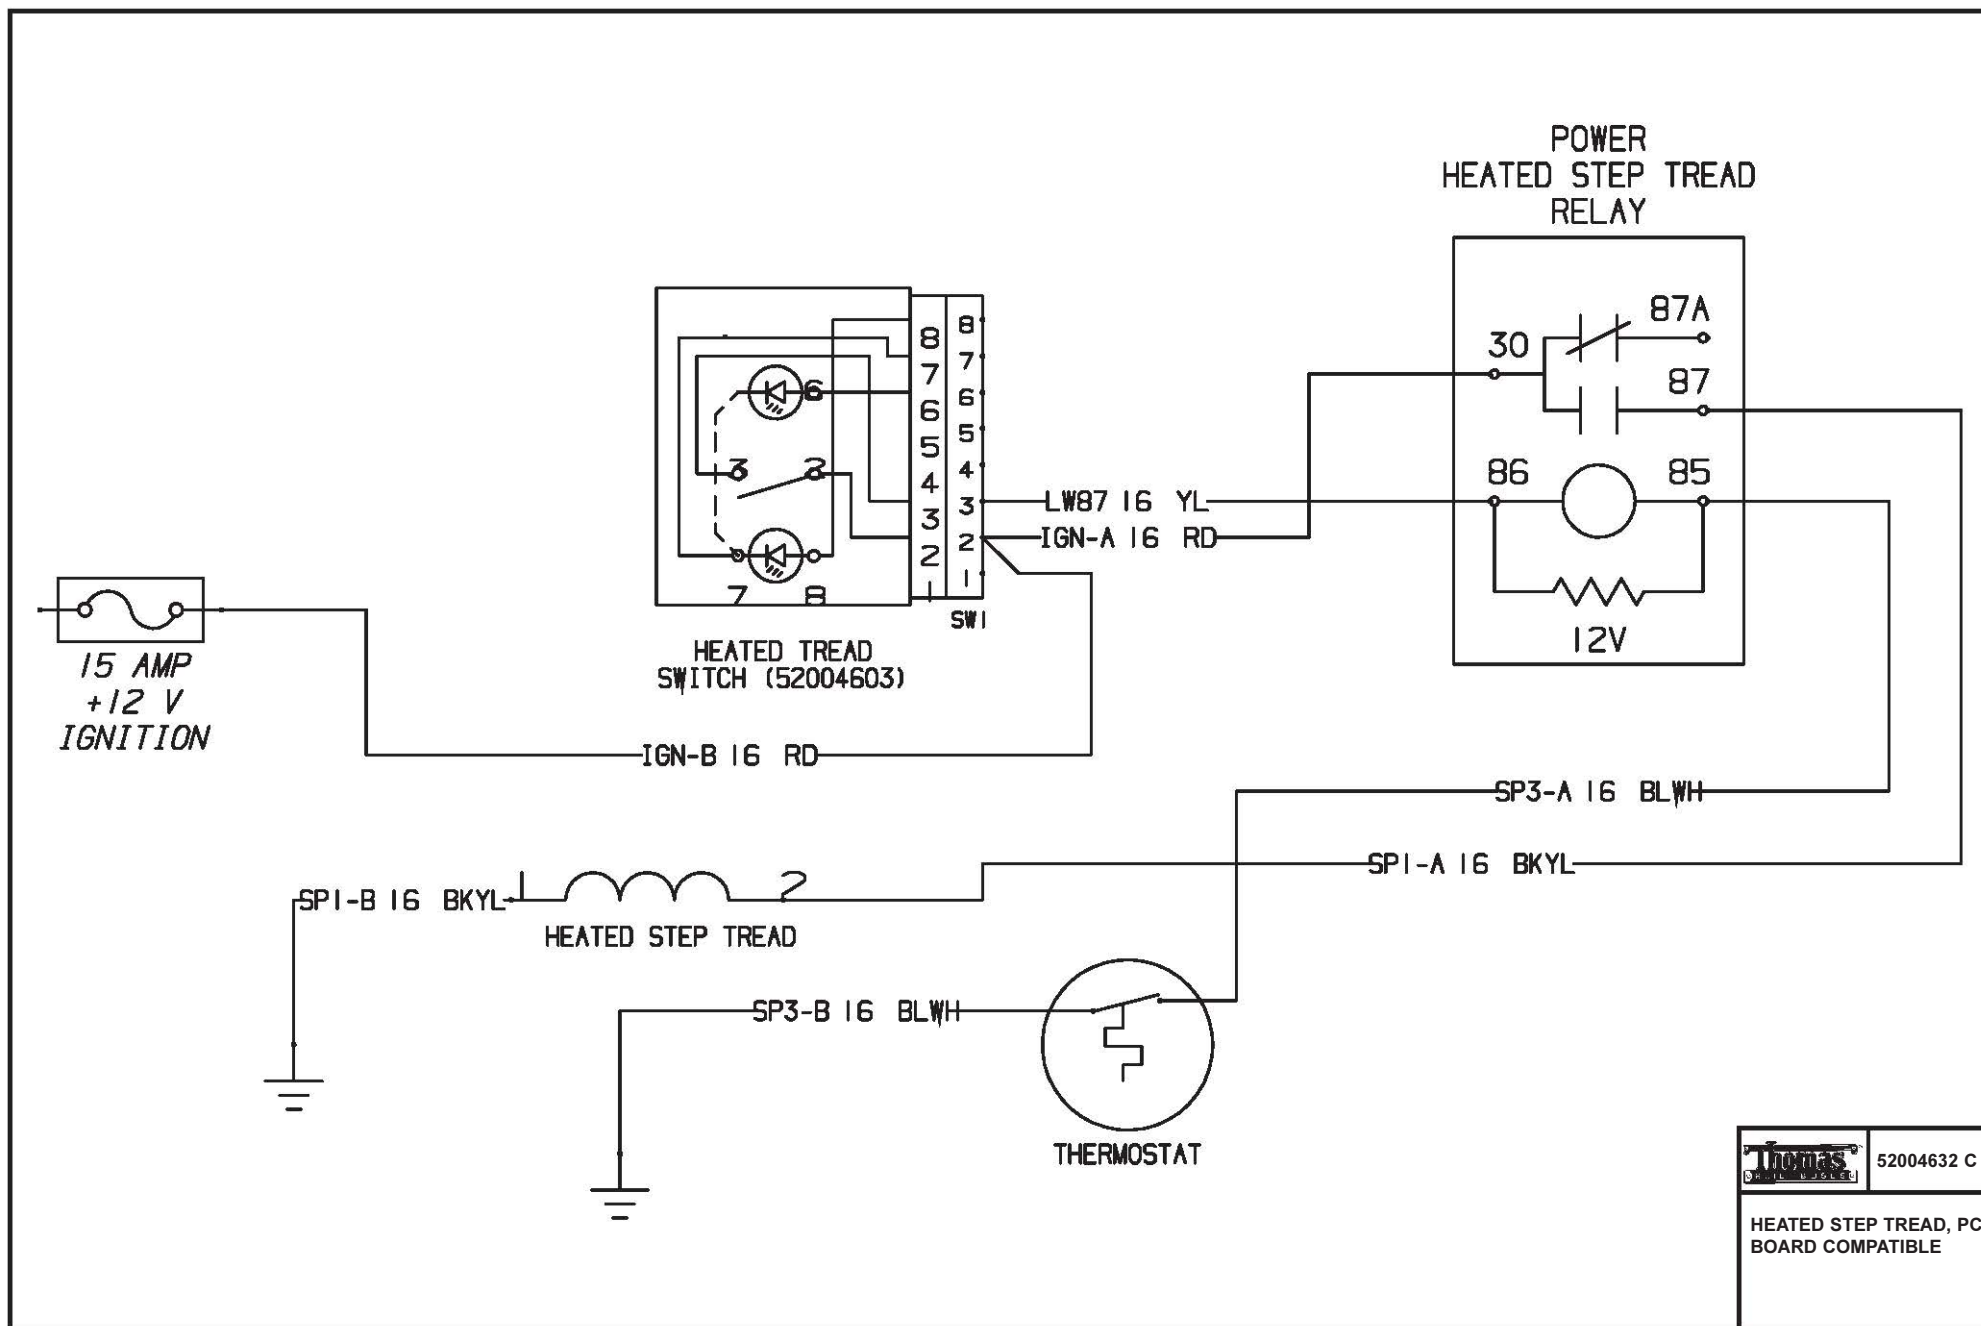 POWER
HEATED STEP TREAD
RELAY
87A
30
87
86
85
12V
8
7
6
5
4
3
2
1
8
7
6
5
4
3
2
1
6
3
2
7
8
SW1
HEATED TREAD
SWITCH (52004603)
LW87 16 YL
IGN-A 16 RD
15 AMP
+12 V
IGNITION
IGN-B 16 RD
SP3-A 16 BLWH
SP1-A 16 BKYL
SP1-B 16 BKYL
1
2
HEATED STEP TREAD
SP3-B 16 BLWH
THERMOSTAT
Thomas
52004632 C
HEATED STEP TREAD, PC
BOARD COMPATIBLE